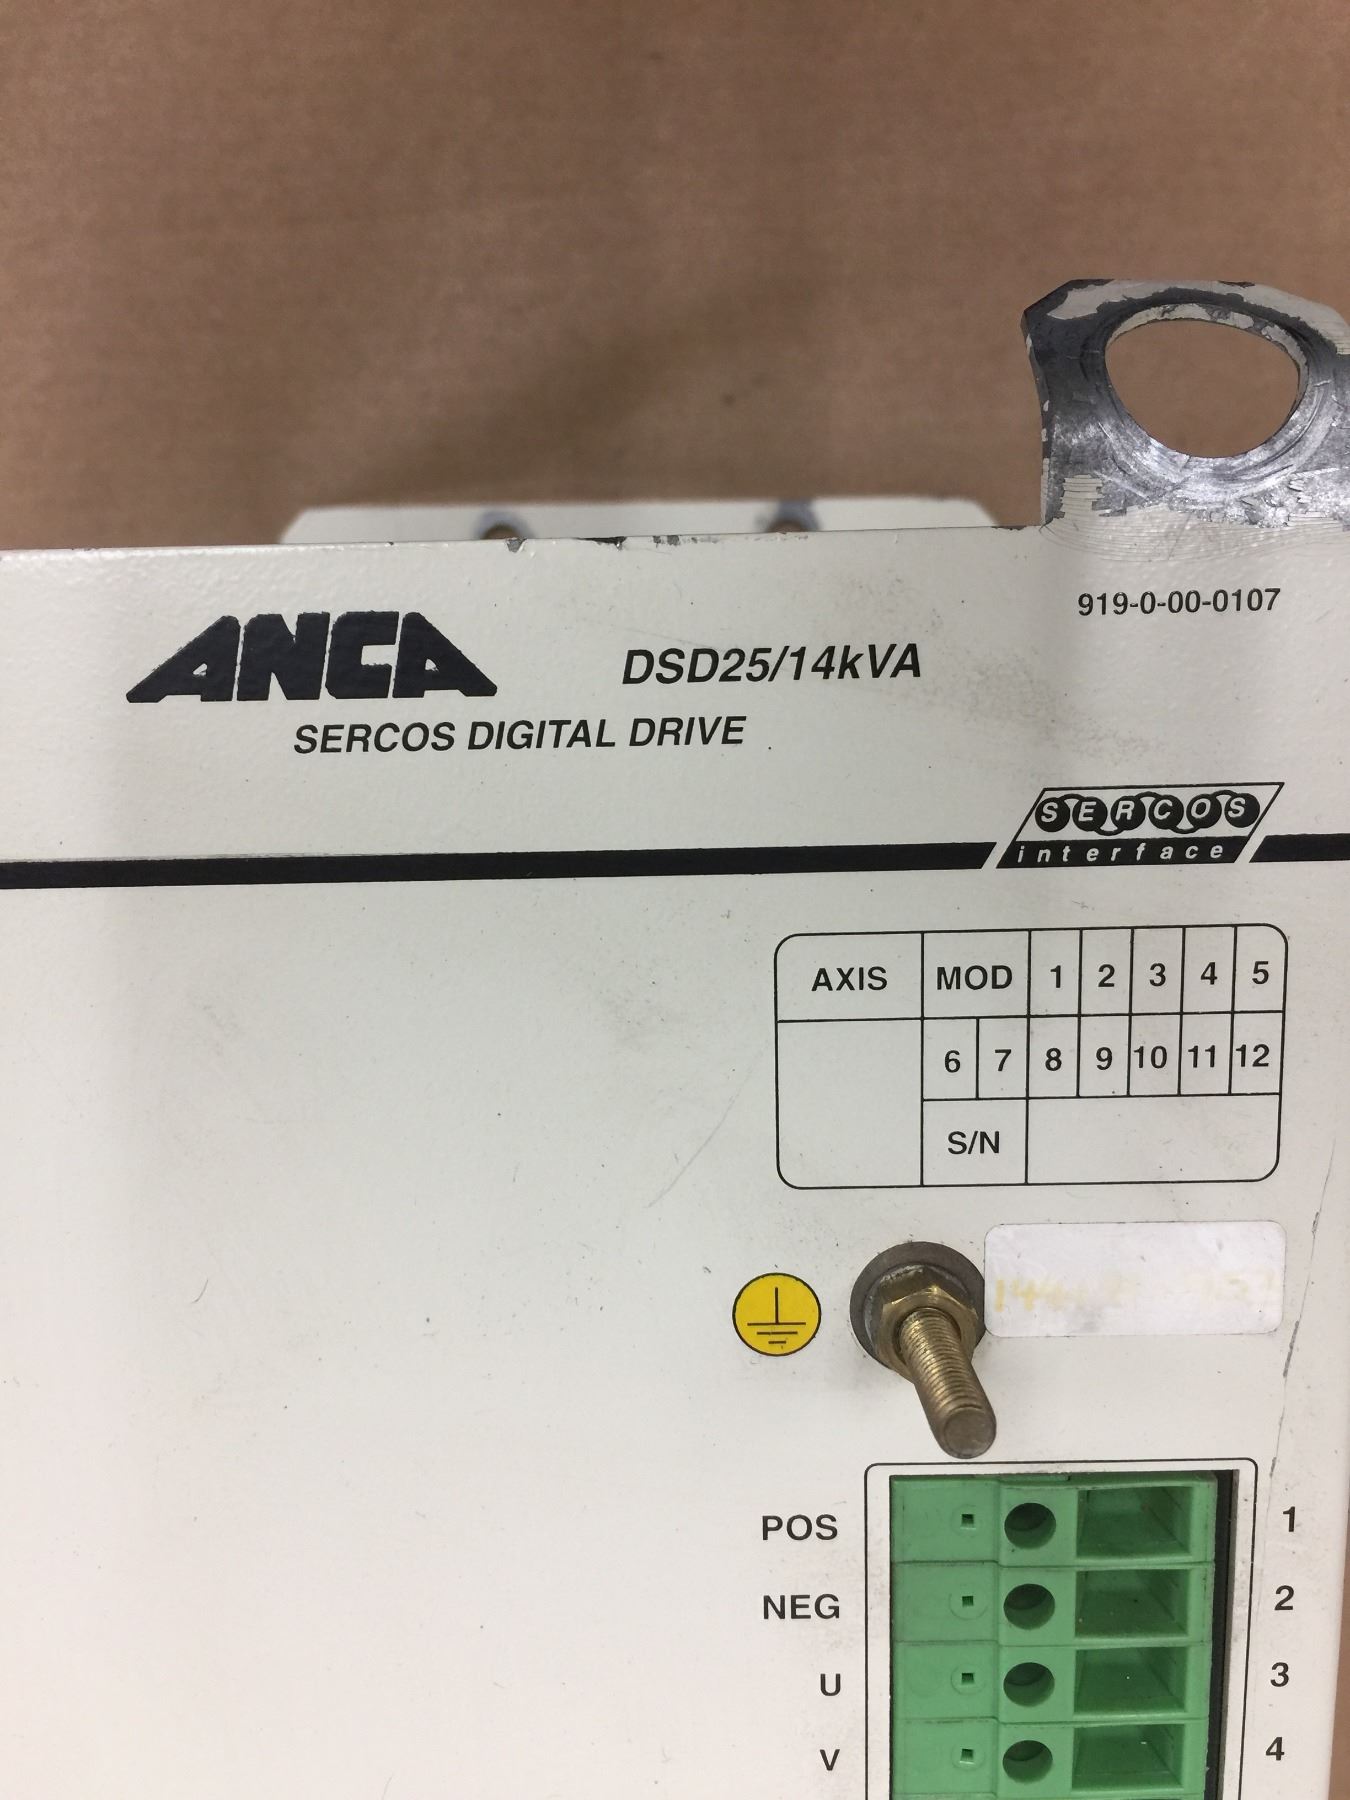 919-0-00-0107
ANCA DSD25/14kVA
SERCOS DIGITAL DRIVE
SERCOS
interface
AXIS MOD 1 2 3 4 5
6 7 8 9 10 11 12
S/N
POS 1
NEG 2
U 3
V 4